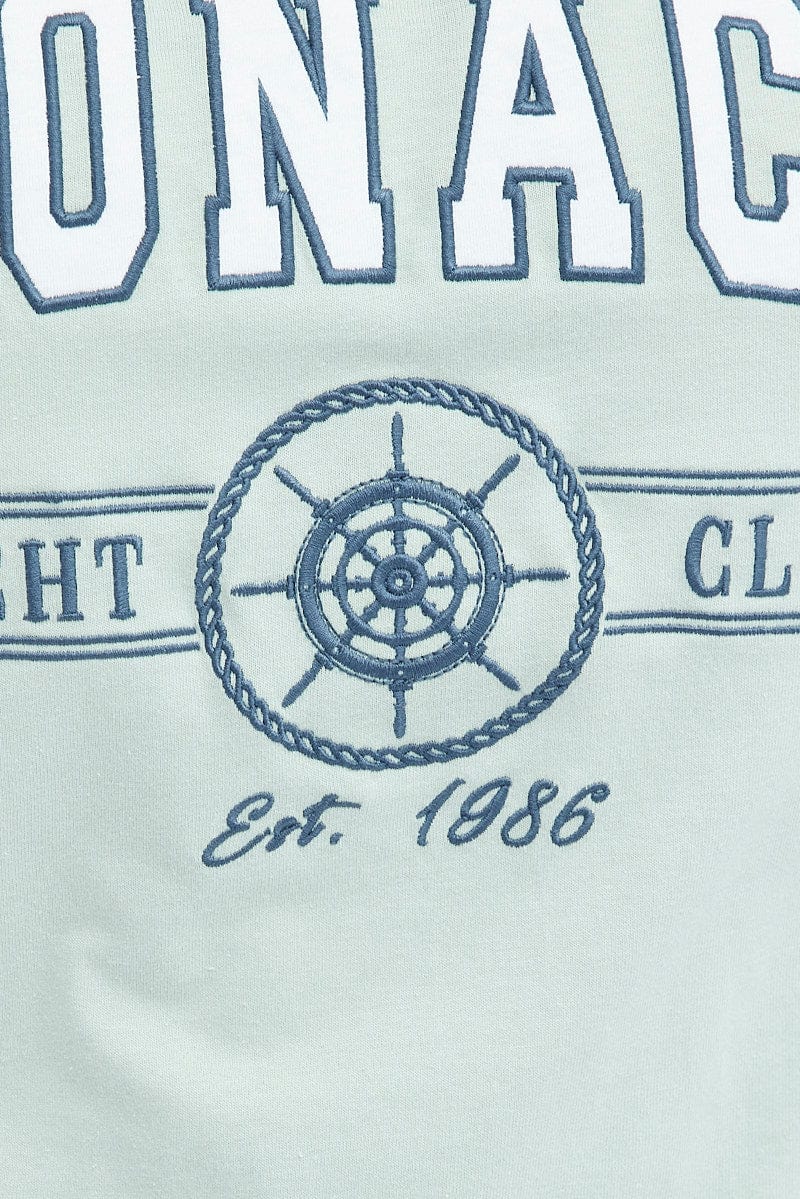 ONAC
CHT CL
Est. 1986